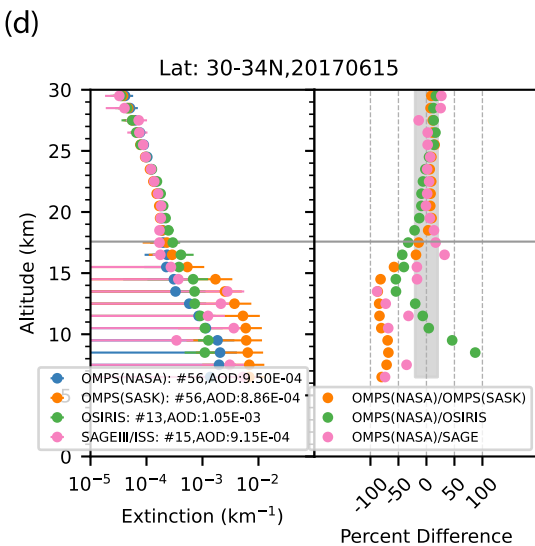 (d)
Lat: 30-34N,20170615
30
25
20
15
10
5
0
Altitude (km)
OMPS(NASA): #56,AOD:9.50E-04
OMPS(SASK): #56,AOD:8.86E-04
OSIRIS: #13,AOD:1.05E-03
SAGEIII/ISS: #15,AOD:9.15E-04
OMPS(NASA)/OMPS(SASK)
OMPS(NASA)/OSIRIS
OMPS(NASA)/SAGE
10⁻⁵ 10⁻⁴ 10⁻³ 10⁻²
-100 -50 0 50 100
Extinction (km⁻¹)
Percent Difference